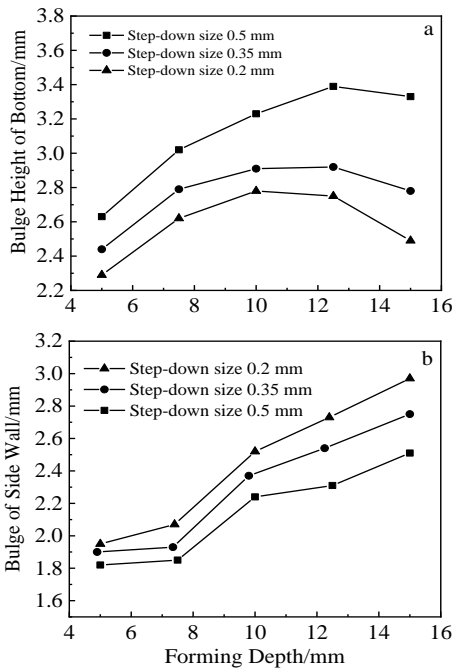 3.8
a
Step-down size 0.5 mm
3.6
Step-down size 0.35 mm
3.4
Step-down size 0.2 mm
3.2
3.0
2.8
2.6
2.4
2.2
Bulge Height of Bottom/mm
4 6 8 10 12 14 16
b
3.2
3.0
Step-down size 0.2 mm
2.8
Step-down size 0.35 mm
2.6
Step-down size 0.5 mm
2.4
2.2
2.0
1.8
1.6
Bulge of Side Wall/mm
4 6 8 10 12 14 16
Forming Depth/mm